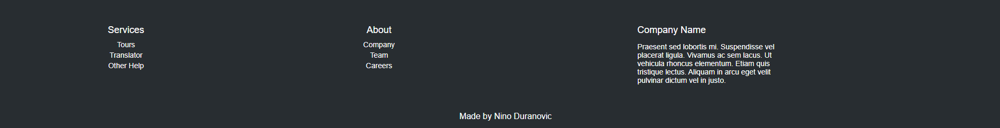 Services
Tours
Translator
Other Help
About
Company
Team
Careers
Company Name
Praesent sed lobortis mi. Suspendisse vel
placerat ligula. Vivamus ac sem lacus. Ut
vehicula rhoncus elementum. Etiam quis
tristique lectus. Aliquam in arcu eget velit
pulvinar dictum vel in justo.
Made by Nino Duranovic